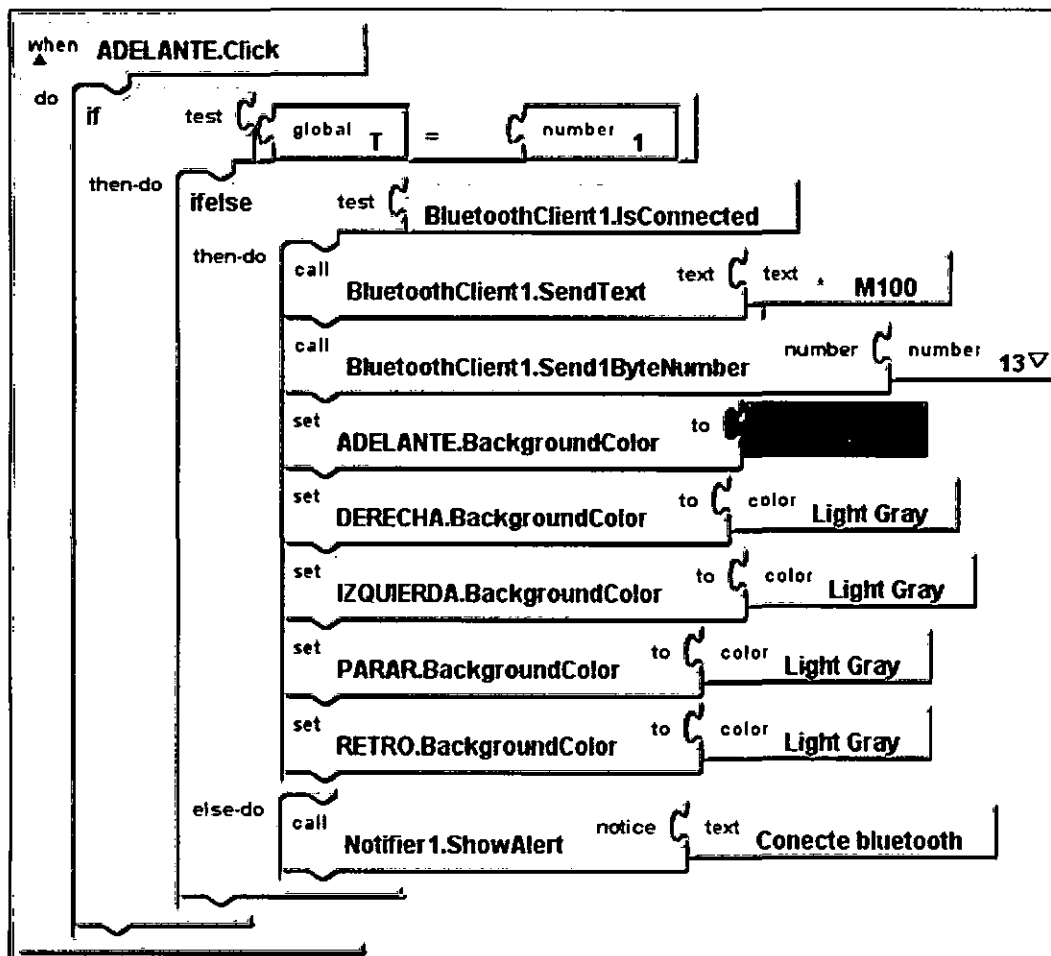 when ADELANTE.Click
do if test global T = number 1
then-do ifelse test BluetoothClient1.IsConnected
then-do call BluetoothClient1.SendText text text M100
call BluetoothClient1.Send1ByteNumber number number 13
set ADELANTE.BackgroundColor to
set DERECHA.BackgroundColor to color Light Gray
set IZQUIERDA.BackgroundColor to color Light Gray
set PARAR.BackgroundColor to color Light Gray
set RETRO.BackgroundColor to color Light Gray
else-do call Notifier1.ShowAlert notice text Conecte bluetooth